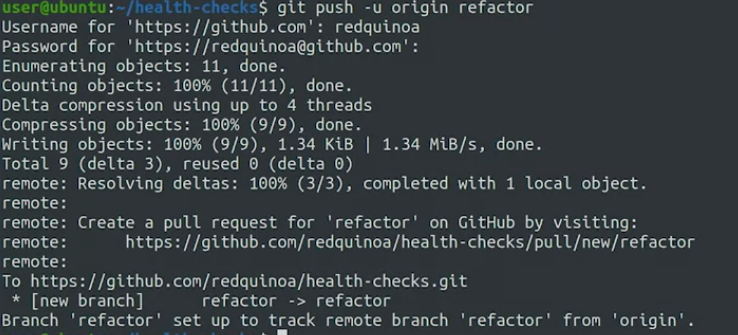 user@ubuntu:~/health-checks$ git push -u origin refactor
Username for 'https://github.com': redquinoa
Password for 'https://redquinoa@github.com':
Enumerating objects: 11, done.
Counting objects: 100% (11/11), done.
Delta compression using up to 4 threads
Compressing objects: 100% (9/9), done.
Writing objects: 100% (9/9), 1.34 KiB | 1.34 MiB/s, done.
Total 9 (delta 3), reused 0 (delta 0)
remote: Resolving deltas: 100% (3/3), completed with 1 local object.
remote:
remote: Create a pull request for 'refactor' on GitHub by visiting:
remote:      https://github.com/redquinoa/health-checks/pull/new/refactor
remote:
To https://github.com/redquinoa/health-checks.git
 * [new branch]      refactor -> refactor
Branch 'refactor' set up to track remote branch 'refactor' from 'origin'.